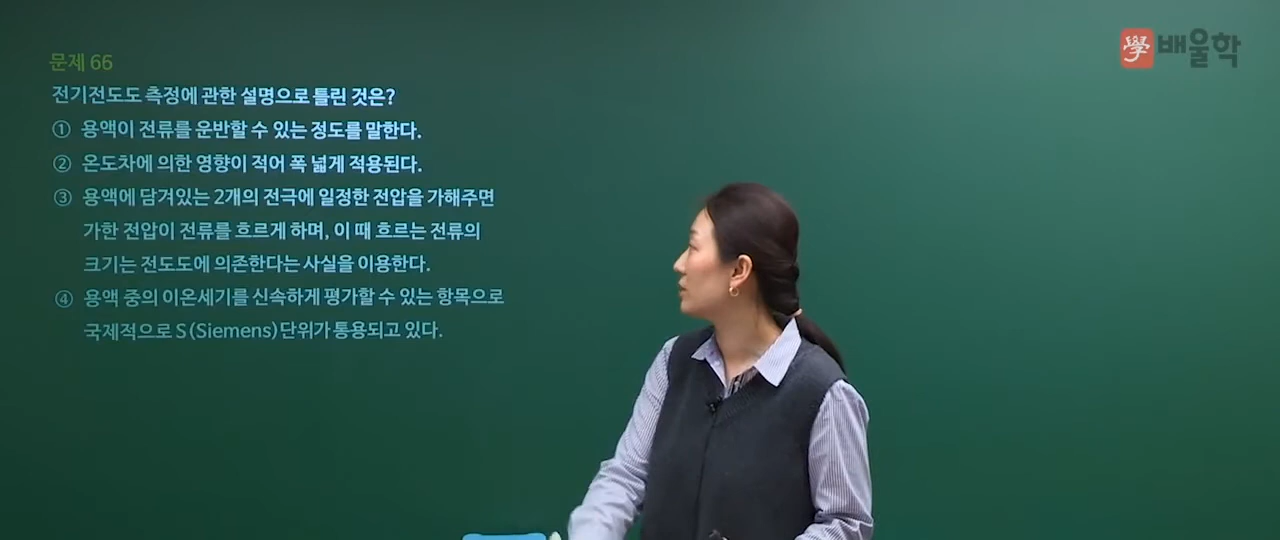 學 배울학
문제 66
전기전도도 측정에 관한 설명으로 틀린 것은?
① 용액이 전류를 운반할 수 있는 정도를 말한다.
② 온도차에 의한 영향이 적어 폭 넓게 적용된다.
③ 용액에 담겨있는 2개의 전극에 일정한 전압을 가해주면
가한 전압이 전류를 흐르게 하며, 이 때 흐르는 전류의
크기는 전도도에 의존한다는 사실을 이용한다.
④ 용액 중의 이온세기를 신속하게 평가할 수 있는 항목으로
국제적으로 S (Siemens) 단위가 통용되고 있다.